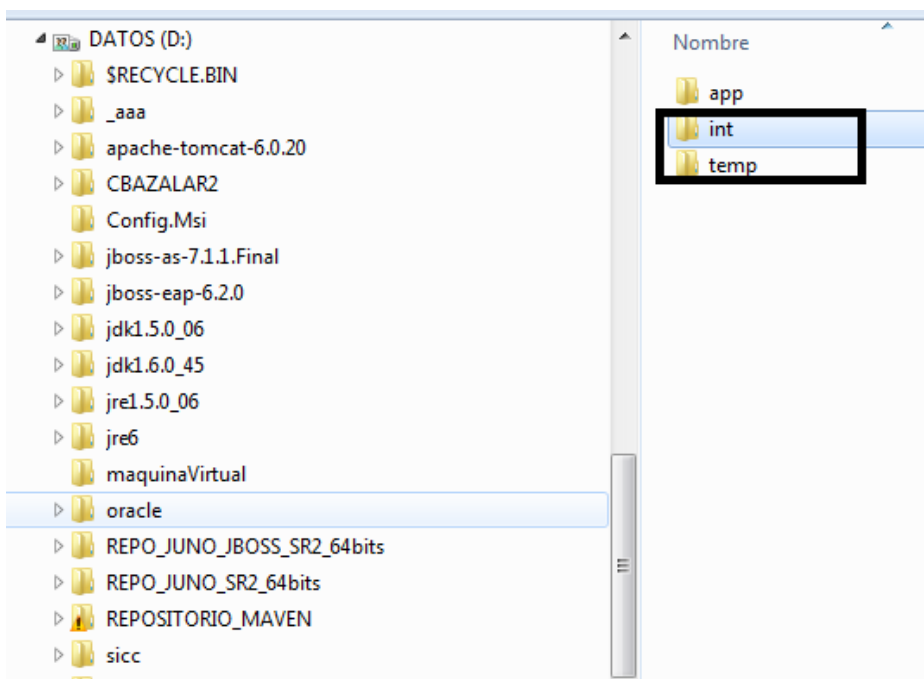 DATOS (D:)
$RECYCLE.BIN
_aaa
apache-tomcat-6.0.20
CBAZALAR2
Config.Msi
jboss-as-7.1.1.Final
jboss-eap-6.2.0
jdk1.5.0_06
jdk1.6.0_45
jre1.5.0_06
jre6
maquinaVirtual
oracle
REPO_JUNO_JBOSS_SR2_64bits
REPO_JUNO_SR2_64bits
REPOSITORIO_MAVEN
sicc
Nombre
app
int
temp